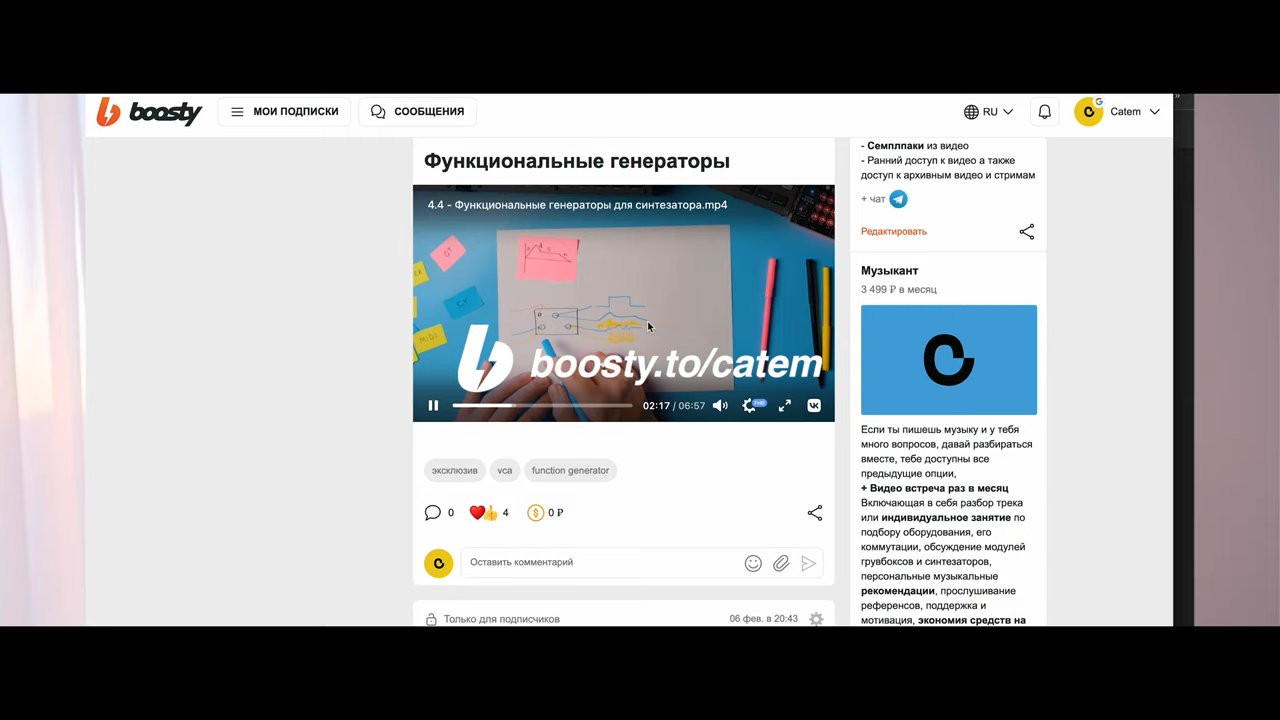 boosty
МОИ ПОДПИСКИ
СООБЩЕНИЯ
RU
Catem
Функциональные генераторы
4.4 - Функциональные генераторы для синтезатора.mp4
MIDI
boosty.to/catem
02:17 / 06:57
FHD
эксклюзив
vca
function generator
0
4
0 ₽
Оставить комментарий
Только для подписчиков
06 фев. в 20:43
- Семплпаки из видео
- Ранний доступ к видео а также
доступ к архивным видео и стримам
+ чат
Редактировать
Музыкант
3 499 ₽ в месяц
Если ты пишешь музыку и у тебя
много вопросов, давай разбираться
вместе, тебе доступны все
предыдущие опции,
+ Видео встреча раз в месяц
Включающая в себя разбор трека
или индивидуальное занятие по
подбору оборудования, его
коммутации, обсуждение модулей
грувбоксов и синтезаторов,
персональные музыкальные
рекомендации, прослушивание
референсов, поддержка и
мотивация, экономия средств на